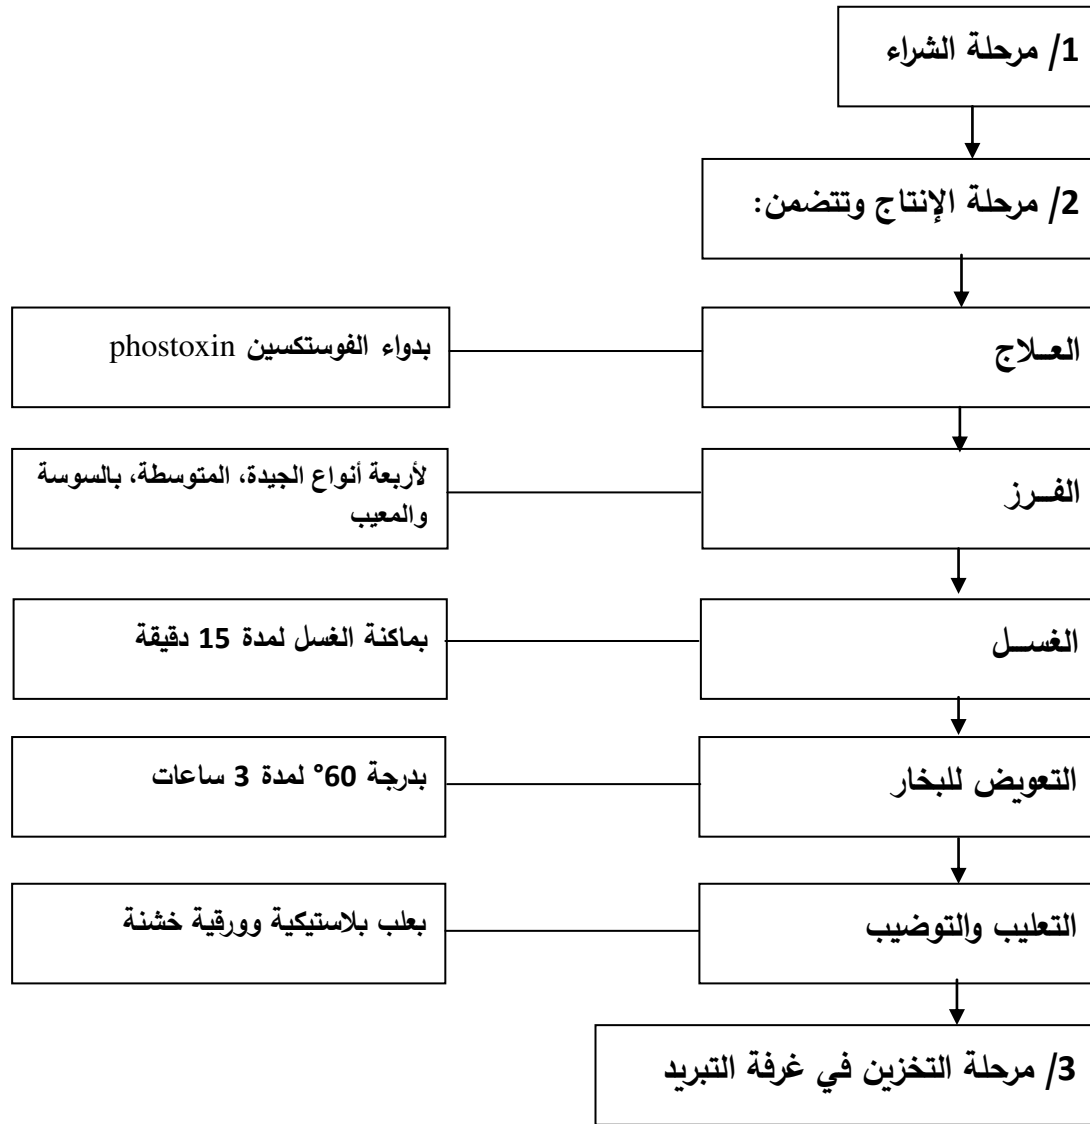 1/ مرحلة الشراء
2/ مرحلة الإنتاج وتتضمن:
العـلاج
بدواء الفوستكسين phostoxin
الفـرز
لأربعة أنواع الجيدة، المتوسطة، بالسوسة
والمعيب
الغسـل
بماكنة الغسل لمدة 15 دقيقة
التعويض للبخار
بدرجة 60° لمدة 3 ساعات
التعليب والتوضيب
بعلب بلاستيكية وورقية خشنة
3/ مرحلة التخزين في غرفة التبريد